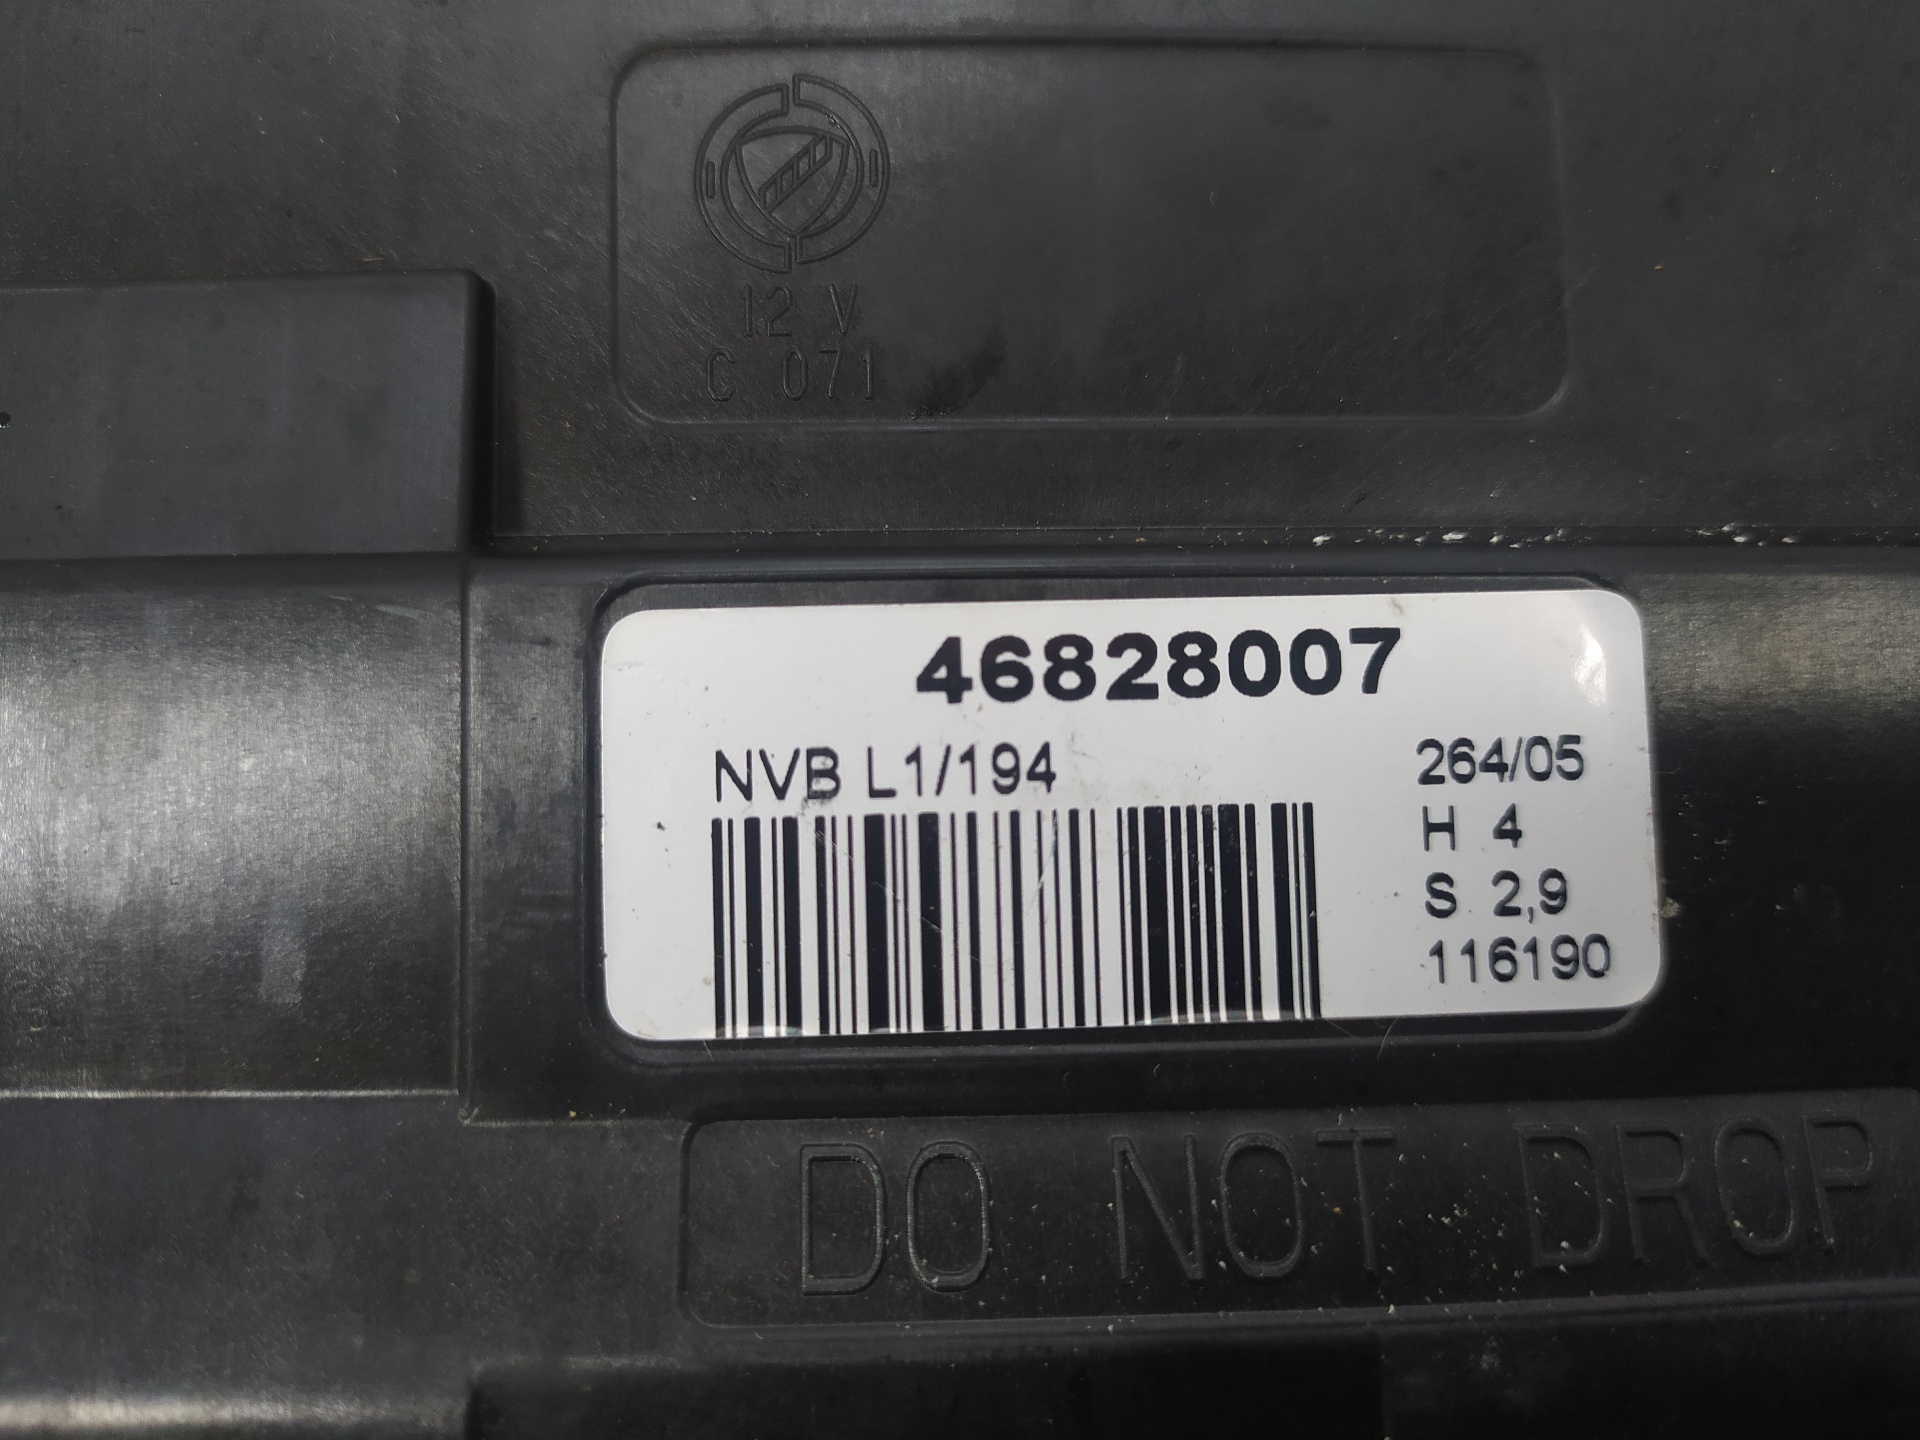 12 V
C 071
46828007
NVB L1/194
264/05
H 4
S 2,9
116190
DO NOT DROP